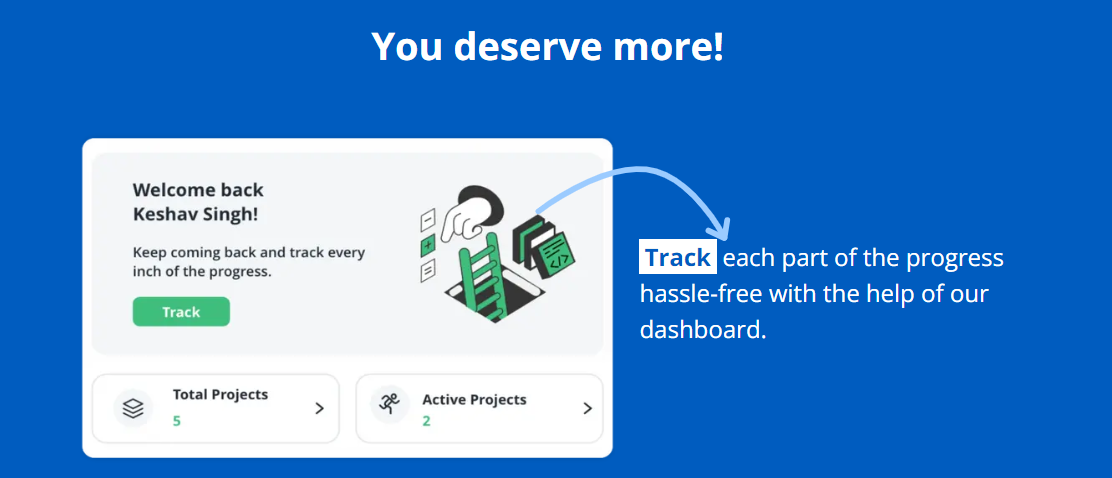 You deserve more!
Welcome back
Keshav Singh!
Keep coming back and track every
inch of the progress.
Track
Total Projects
5
Active Projects
2
Track each part of the progress
hassle-free with the help of our
dashboard.